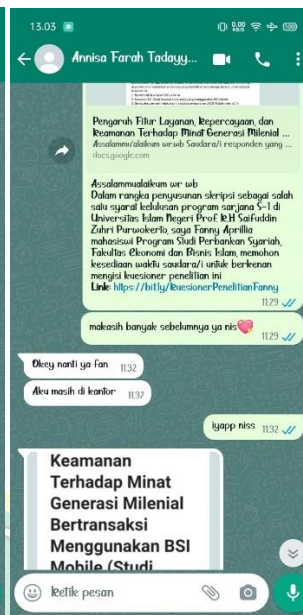 13.03
Annisa Farah Tadayy...
Pengaruh Fitur Layanan, Kepercayaan, dan
Keamanan Terhadap Minat Generasi Milenial ...
Assalammu'alaikum wr wb Saudara/i responden yang ...
docs.google.com
Assalammualaikum wr wb
Dalam rangka penyusunan skripsi sebagai salah
satu syarat kelulusan program sarjana S-1 di
Universitas Islam Negeri Prof. K.H Saifuddin
Zuhri Purwokerto, saya Fanny Aprillia
mahasiswi Program Studi Perbankan Syariah,
Fakultas Ekonomi dan Bisnis Islam, memohon
kesediaan waktu saudara/i untuk berkenan
mengisi kuesioner penelitian ini
Link: https://bit.ly/KuesionerPenelitianFanny
11.29
makasih banyak sebelumnya ya nis
11.29
Okeey nanti ya fan 11.32
Aku masih di kantor 11.32
iyapp niss 11.32
Keamanan
Terhadap Minat
Generasi Milenial
Bertransaksi
Menggunakan BSI
Mobile (Studi
Ketik pesan